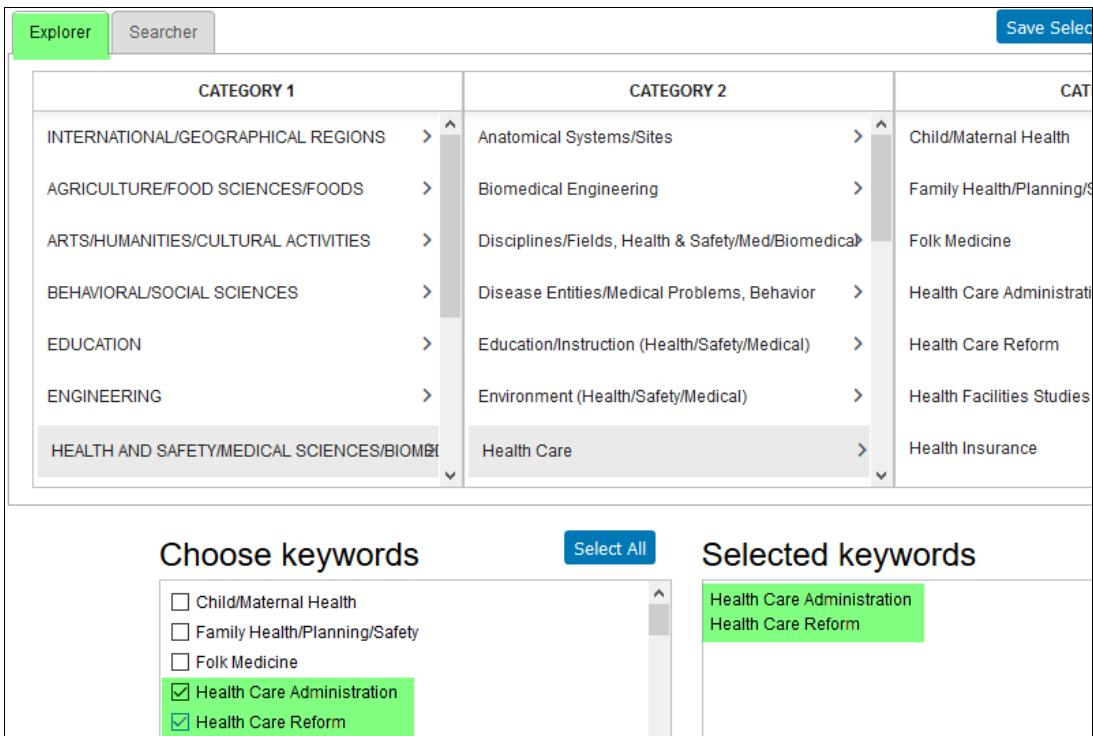 Explorer
Searcher
Save Selec
CATEGORY 1
CATEGORY 2
CAT
INTERNATIONAL/GEOGRAPHICAL REGIONS
Anatomical Systems/Sites
Child/Maternal Health
AGRICULTURE/FOOD SCIENCES/FOODS
Biomedical Engineering
Family Health/Planning/S
ARTS/HUMANITIES/CULTURAL ACTIVITIES
Disciplines/Fields, Health & Safety/Med/Biomedical
Folk Medicine
BEHAVIORAL/SOCIAL SCIENCES
Disease Entities/Medical Problems, Behavior
Health Care Administrati
EDUCATION
Education/Instruction (Health/Safety/Medical)
Health Care Reform
ENGINEERING
Environment (Health/Safety/Medical)
Health Facilities Studies
HEALTH AND SAFETY/MEDICAL SCIENCES/BIOMED
Health Care
Health Insurance
Choose keywords
Select All
Selected keywords
Child/Maternal Health
Family Health/Planning/Safety
Folk Medicine
Health Care Administration
Health Care Reform
Health Care Administration
Health Care Reform